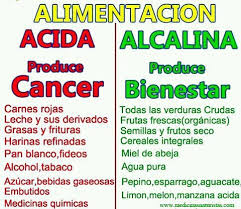 ALIMENTACION
ACIDA
Produce
Cancer
Carnes rojas
Leche y sus derivados
Grasas y frituras
Harinas refinadas
Pan blanco,fideos
Alcohol,tabaco
Azúcar,bebidas gaseosas
Embutidos
Medicinas quimicas
ALCALINA
Produce
Bienestar
Todas las verduras Crudas
Frutas frescas(orgánicas)
Semillas y frutos seco
Cereales integrales
Miel de abeja
Agua pura
Pepino,esparrago,aguacate,
Limon,melon,manzana acida